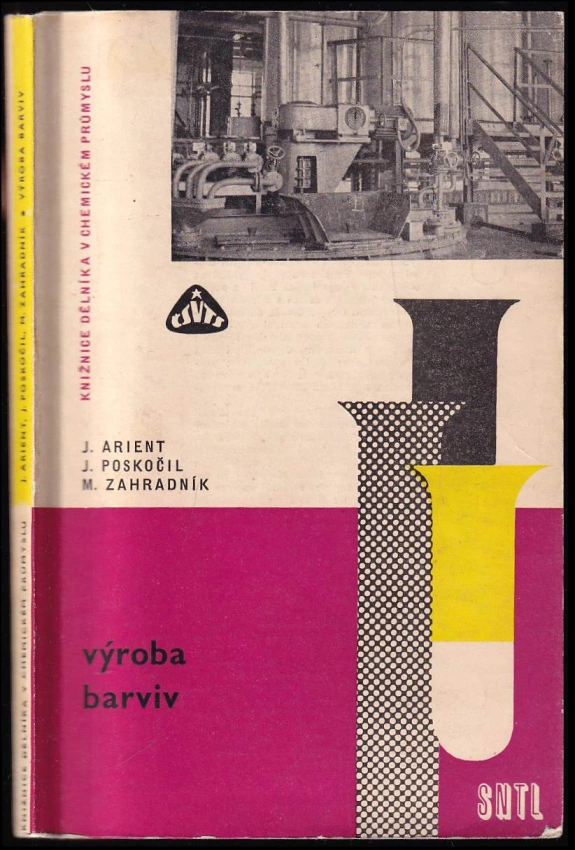 J. ARIENT, J. POSKOČIL, M. ZAHRADNÍK • VÝROBA BARVIV
KNIŽNICE DĚLNÍKA V CHEMICKÉM PRŮMYSLU
KNIŽNICE DĚLNÍKA V CHEMICKÉM PRŮMYSLU
ČSVTS
J. ARIENT
J. POSKOČIL
M. ZAHRADNÍK
výroba
barviv
SNTL